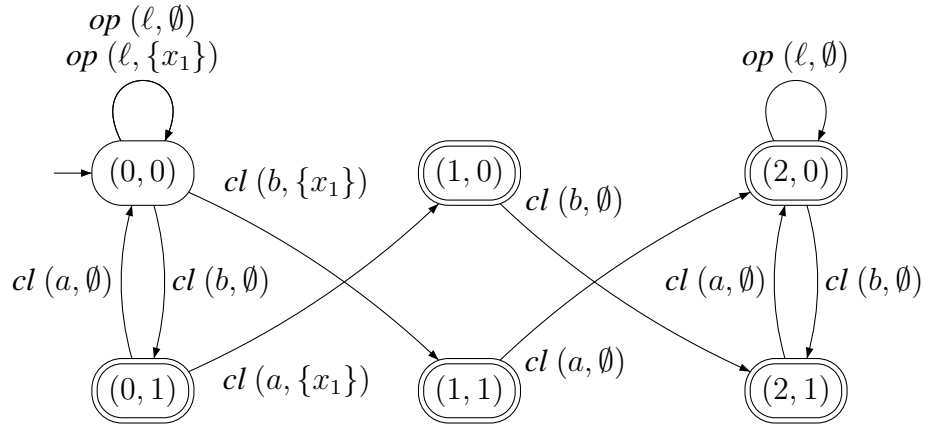 op (ℓ, ∅)
op (ℓ, {x₁})
op (ℓ, ∅)
(0, 0)
cl (b, {x₁})
(1, 0)
cl (b, ∅)
(2, 0)
cl (a, ∅)
cl (b, ∅)
cl (a, ∅)
cl (b, ∅)
(0, 1)
cl (a, {x₁})
(1, 1)
cl (a, ∅)
(2, 1)